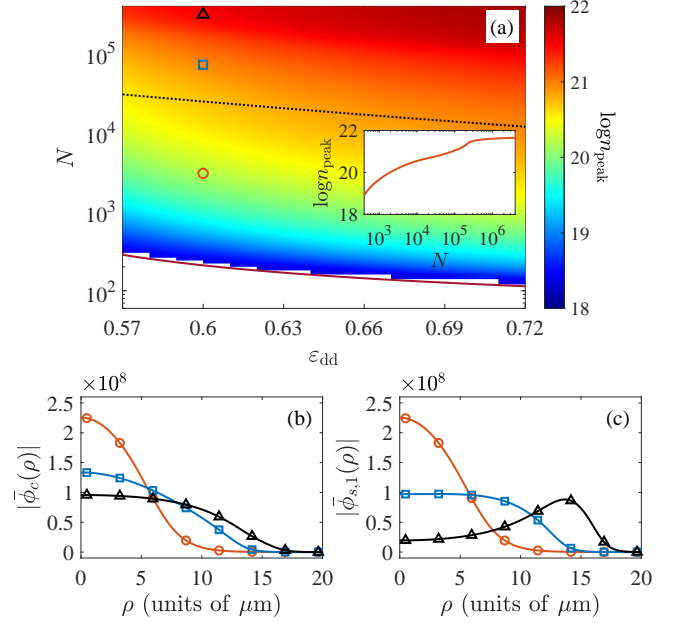 (a)
10^5
10^4
10^3
10^2
N
0.57 0.6 0.63 0.66 0.69 0.72
ε_dd
22
20
18
log n_peak
10^3 10^4 10^5 10^6
N
22
21
20
19
18
log n_peak
×10^8
(b)
2.5
2
1.5
1
0.5
0
|ϕ̄_c(ρ)|
0 5 10 15 20
ρ (units of μm)
×10^8
(c)
2.5
2
1.5
1
0.5
0
|ϕ̄_{s,1}(ρ)|
0 5 10 15 20
ρ (units of μm)